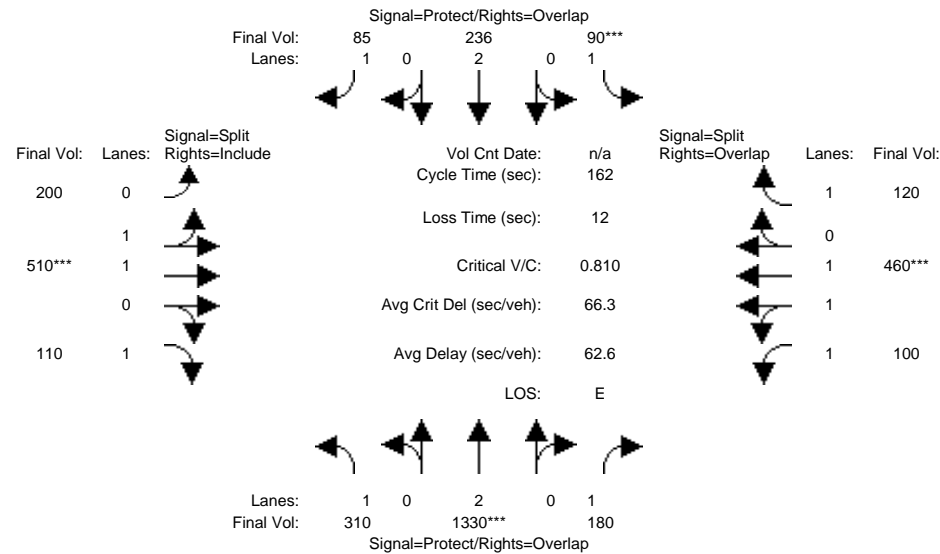 Signal=Protect/Rights=Overlap
Final Vol: 85 236 90***
Lanes: 1 0 2 0 1
Signal=Split
Final Vol: Lanes: Rights=Include
Vol Cnt Date: n/a
Signal=Split
Rights=Overlap Lanes: Final Vol:
Cycle Time (sec): 162
200 0
1 120
Loss Time (sec): 12
1
0
510*** 1
Critical V/C: 0.810
1 460***
0
Avg Crit Del (sec/veh): 66.3
1
110 1
Avg Delay (sec/veh): 62.6
1 100
LOS: E
Lanes: 1 0 2 0 1
Final Vol: 310 1330*** 180
Signal=Protect/Rights=Overlap